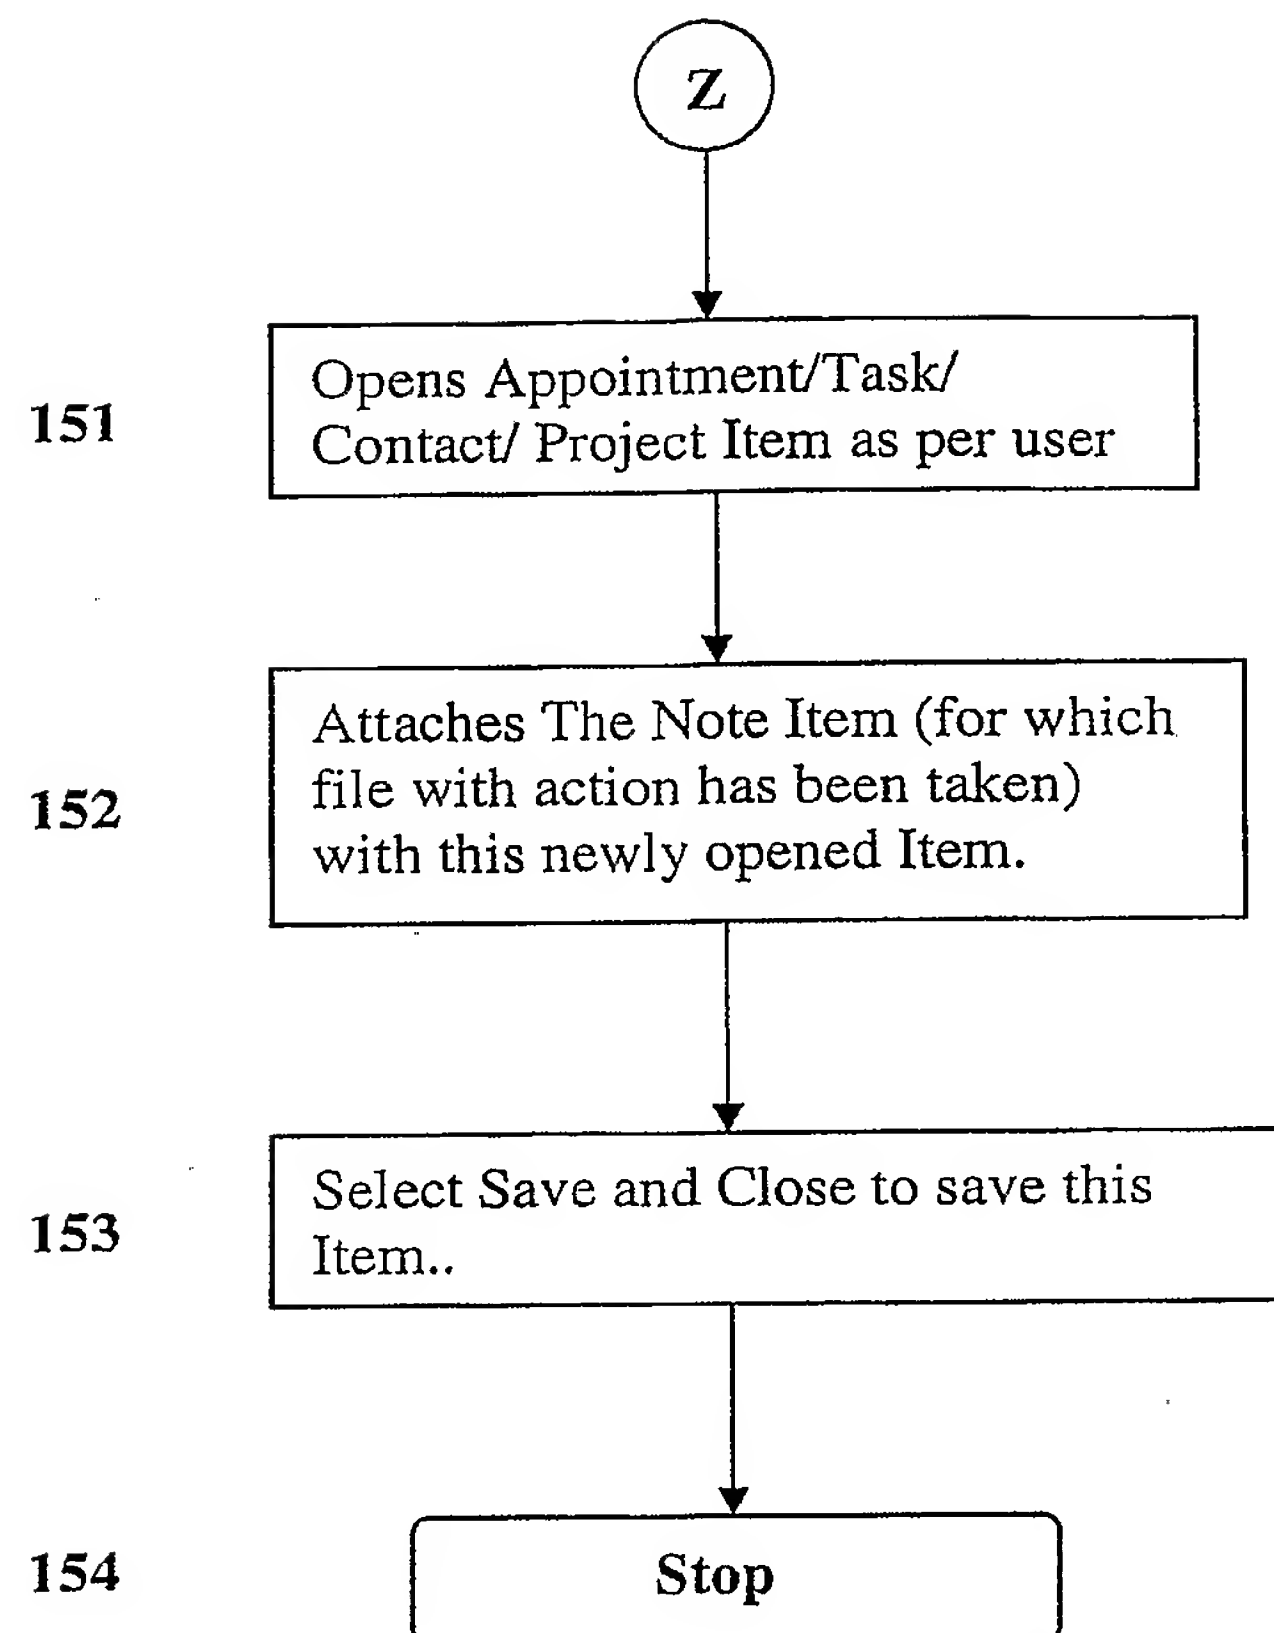 Z
151
Opens Appointment/Task/
Contact/ Project Item as per user
152
Attaches The Note Item (for which
file with action has been taken)
with this newly opened Item.
153
Select Save and Close to save this
Item..
154
Stop